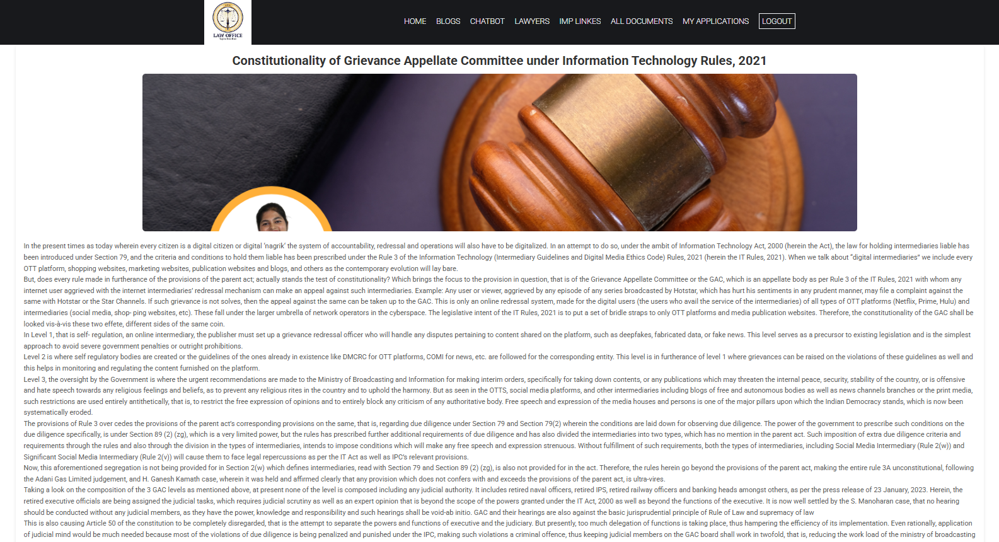 LAW OFFICE
HOME BLOGS CHATBOT LAWYERS IMP LINKES ALL DOCUMENTS MY APPLICATIONS LOGOUT
Constitutionality of Grievance Appellate Committee under Information Technology Rules, 2021
In the present times as today wherein every citizen is a digital citizen or digital ‘nagrik’ the system of accountability, redressal and operations will also have to be digitalized. In an attempt to do so, under the ambit of Information Technology Act, 2000 (herein the Act), the law for holding intermediaries liable has
been introduced under Section 79, and the criteria and conditions to hold them liable has been prescribed under the Rule 3 of the Information Technology (Intermediary Guidelines and Digital Media Ethics Code) Rules, 2021 (herein the IT Rules, 2021). When we talk about “digital intermediaries” we include every
OTT platform, shopping websites, marketing websites, publication websites and blogs, and others as the contemporary evolution will lay bare.
But, does every rule made in furtherance of the provisions of the parent act; actually stands the test of constitutionality? Which brings the focus to the provision in question, that is of the Grievance Appellate Committee or the GAC, which is an appellate body as per Rule 3 of the IT Rules, 2021 with whom any
internet user aggrieved with the internet intermediaries’ redressal mechanism can make an appeal against such intermediaries. Example: Any user or viewer, aggrieved by any episode of any series broadcasted by Hotstar, which has hurt his sentiments in any prudent manner, may file a complaint against the
same with Hotstar or the Star Channels. If such grievance is not solves, then the appeal against the same can be taken up to the GAC. This is only an online redressal system, made for the digital users (the users who avail the service of the intermediaries) of all types of OTT platforms (Netflix, Prime, Hulu) and
intermediaries (social media, shop- ping websites, etc). These fall under the larger umbrella of network operators in the cyberspace. The legislative intent of the IT Rules, 2021 is to put a set of bridle straps to only OTT platforms and media publication websites. Therefore, the constitutionality of the GAC shall be
looked vis-à-vis these two effete, different sides of the same coin.
In Level 1, that is self- regulation, an online intermediary, the publisher must set up a grievance redressal officer who will handle any disputes pertaining to content shared on the platform, such as deepfakes, fabricated data, or fake news. This level serves as a precursor to existing legislation and is the simplest
approach to avoid severe government penalties or outright prohibitions.
Level 2 is where self regulatory bodies are created or the guidelines of the ones already in existence like DMCRC for OTT platforms, COMI for news, etc. are followed for the corresponding entity. This level is in furtherance of level 1 where grievances can be raised on the violations of these guidelines as well and
this helps in monitoring and regulating the content furnished on the platform.
Level 3, the oversight by the Government is where the urgent recommendations are made to the Ministry of Broadcasting and Information for making interim orders, specifically for taking down contents, or any publications which may threaten the internal peace, security, stability of the country, or is offensive
and hate speech towards any religious feelings and beliefs, as to prevent any religious rites in the country and to uphold the harmony. But as seen in the OTTS, social media platforms, and other intermediaries including blogs of free and autonomous bodies as well as news channels branches or the print media,
such restrictions are used entirely antithetically, that is, to restrict the free expression of opinions and to entirely block any criticism of any authoritative body. Free speech and expression of the media houses and persons is one of the major pillars upon which the Indian Democracy stands, which is now been
systematically eroded.
The provisions of Rule 3 over cedes the provisions of the parent act’s corresponding provisions on the same, that is, regarding due diligence under Section 79 and Section 79(2) wherein the conditions are laid down for observing due diligence. The power of the government to prescribe such conditions on the
due diligence specifically, is under Section 89 (2) (zg), which is a very limited power, but the rules has prescribed further additional requirements of due diligence and has also divided the intermediaries into two types, which has no mention in the parent act. Such imposition of extra due diligence criteria and
requirements through the rules and also through the division in the types of intermediaries, intends to impose conditions which will make any free speech and expression strenuous. Without fulfillment of such requirements, both the types of intermediaries, including Social Media Intermediary (Rule 2(w)) and
Significant Social Media Intermediary (Rule 2(v)) will cause them to face legal repercussions as per the IT Act as well as IPC’s relevant provisions.
Now, this aforementioned segregation is not being provided for in Section 2(w) which defines intermediaries, read with Section 79 and Section 89 (2) (zg), is also not provided for in the act. Therefore, the rules herein go beyond the provisions of the parent act, making the entire rule 3A unconstitutional, following
the Adani Gas Limited judgement, and H. Ganesh Kamath case, wherein it was held and affirmed clearly that any provision which does not confers with and exceeds the provisions of the parent act, is ultra-vires.
Taking a look on the composition of the 3 GAC levels as mentioned above, at present none of the level is composed including any judicial authority. It includes retired naval officers, retired IPS, retired railway officers and banking heads amongst others, as per the press release of 23 January, 2023. Herein, the
retired executive officials are being assigned the judicial tasks, which requires judicial scrutiny as well as an expert opinion that is beyond the scope of the powers granted under the IT Act, 2000 as well as beyond the functions of the executive. It is now well settled by the S. Manoharan case, that no hearing
should be conducted without any judicial members, as they have the power, knowledge and responsibility and such hearings shall be void-ab initio. GAC and their hearings are also against the basic jurisprudential principle of Rule of Law and supremacy of law
This is also causing Article 50 of the constitution to be completely disregarded, that is the attempt to separate the powers and functions of executive and the judiciary. But presently, too much delegation of functions is taking place, thus hampering the efficiency of its implementation. Even rationally, application
of judicial mind would be much needed because most of the violations of due diligence is being penalized and punished under the IPC, making such violations a criminal offence, thus keeping judicial members on the GAC board shall work in twofold, that is, reducing the work load of the ministry of broadcasting